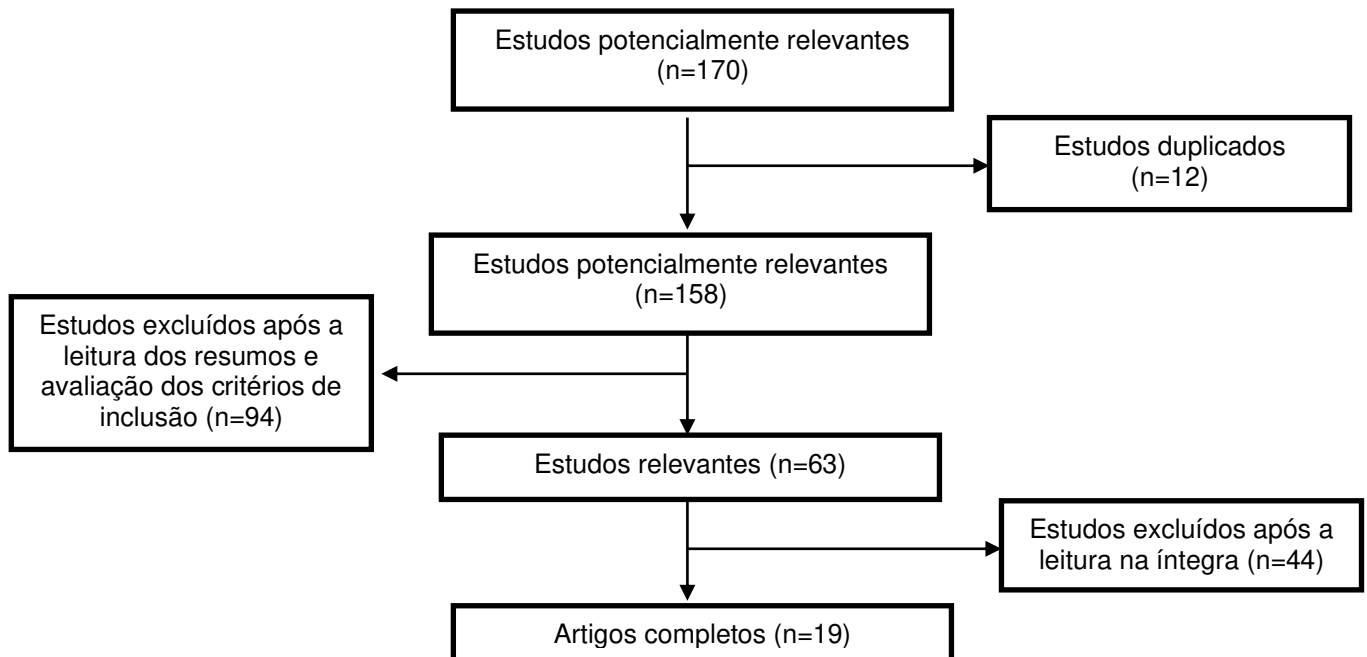 Estudos potencialmente relevantes
(n=170)
Estudos duplicados
(n=12)
Estudos potencialmente relevantes
(n=158)
Estudos excluídos após a
leitura dos resumos e
avaliação dos critérios de
inclusão (n=94)
Estudos relevantes (n=63)
Estudos excluídos após a
leitura na íntegra (n=44)
Artigos completos (n=19)